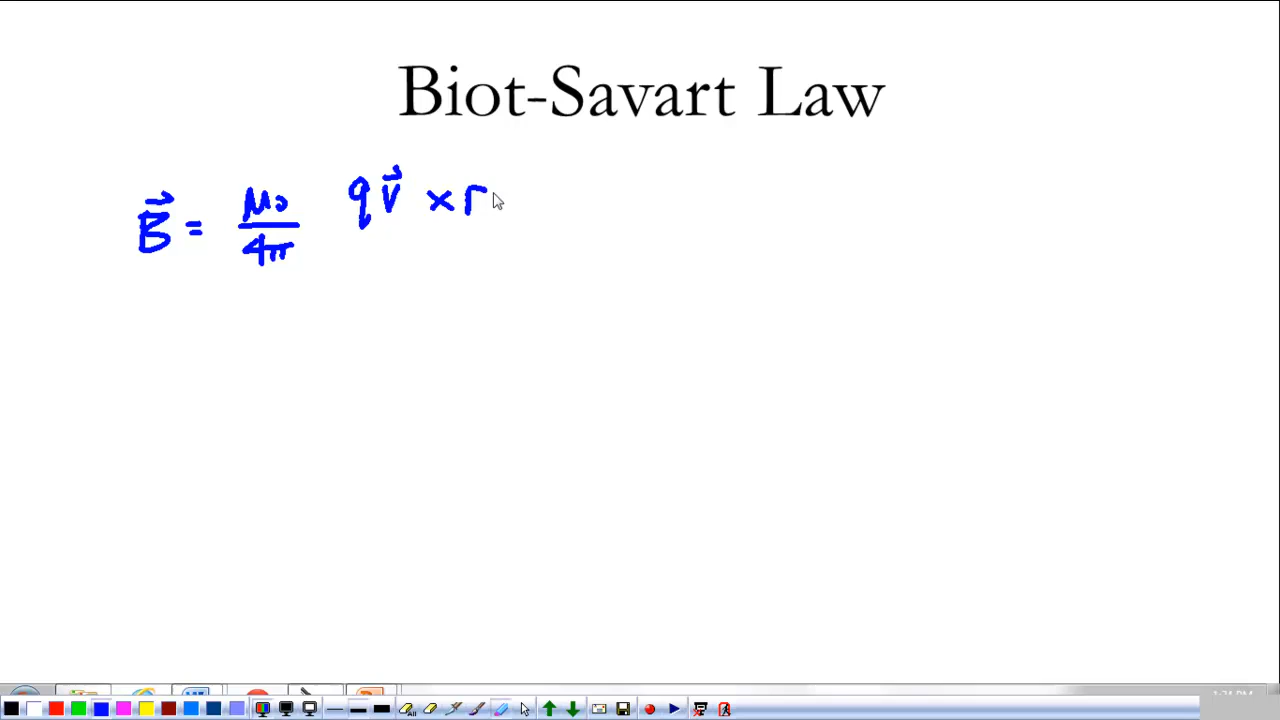 Biot-Savart Law
B⃗ = μ₀/4π q v⃗ × r